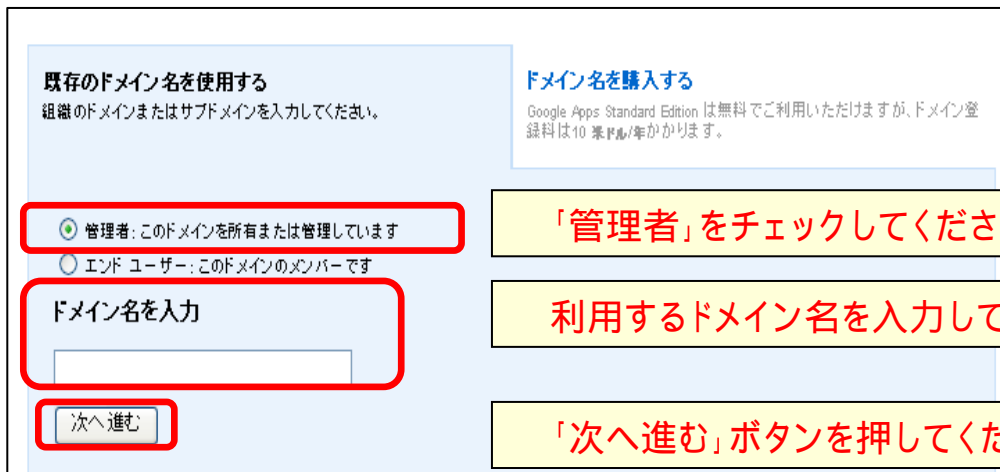 既存のドメイン名を使用する
組織のドメインまたはサブドメインを入力してください。
ドメイン名を購入する
Google Apps Standard Edition は無料でご利用いただけますが、ドメイン登
録料は10 米ドル/年かかります。
管理者: このドメインを所有または管理しています
「管理者」をチェックしてくださ
エンド ユーザー: このドメインのメンバーです
ドメイン名を入力
利用するドメイン名を入力して
次へ進む
「次へ進む」ボタンを押してくだ